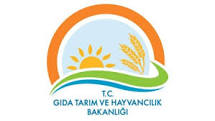 T.C.
GIDA TARIM VE HAYVANCILIK
BAKANLIĞI